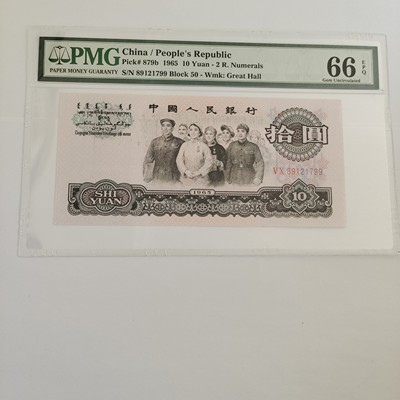 PMG
PAPER MONEY GUARANTY
China / People's Republic
Pick# 879b 1965 10 Yuan - 2 R. Numerals
S/N 89121799 Block 50 - Wmk: Great Hall
66 EPQ
Gem Uncirculated
中國人民銀行
拾圓
VX 89121799
SHI
YUAN
1965
10